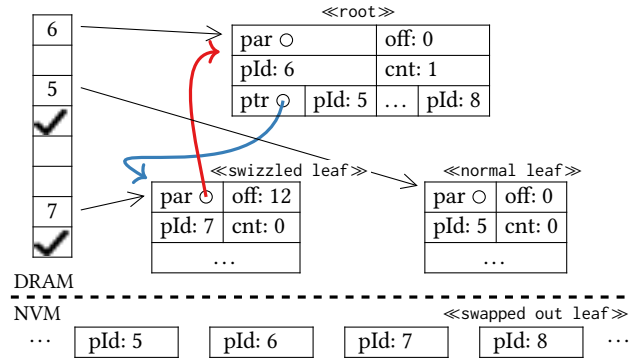 ≪root≫
6
par off: 0
pId: 6 cnt: 1
5
ptr pId: 5 ... pId: 8
≪swizzled leaf≫ ≪normal leaf≫
par off: 12 par off: 0
7
pId: 7 cnt: 0 pId: 5 cnt: 0
... ...
DRAM
NVM ≪swapped out leaf≫
... pId: 5 pId: 6 pId: 7 pId: 8 ...